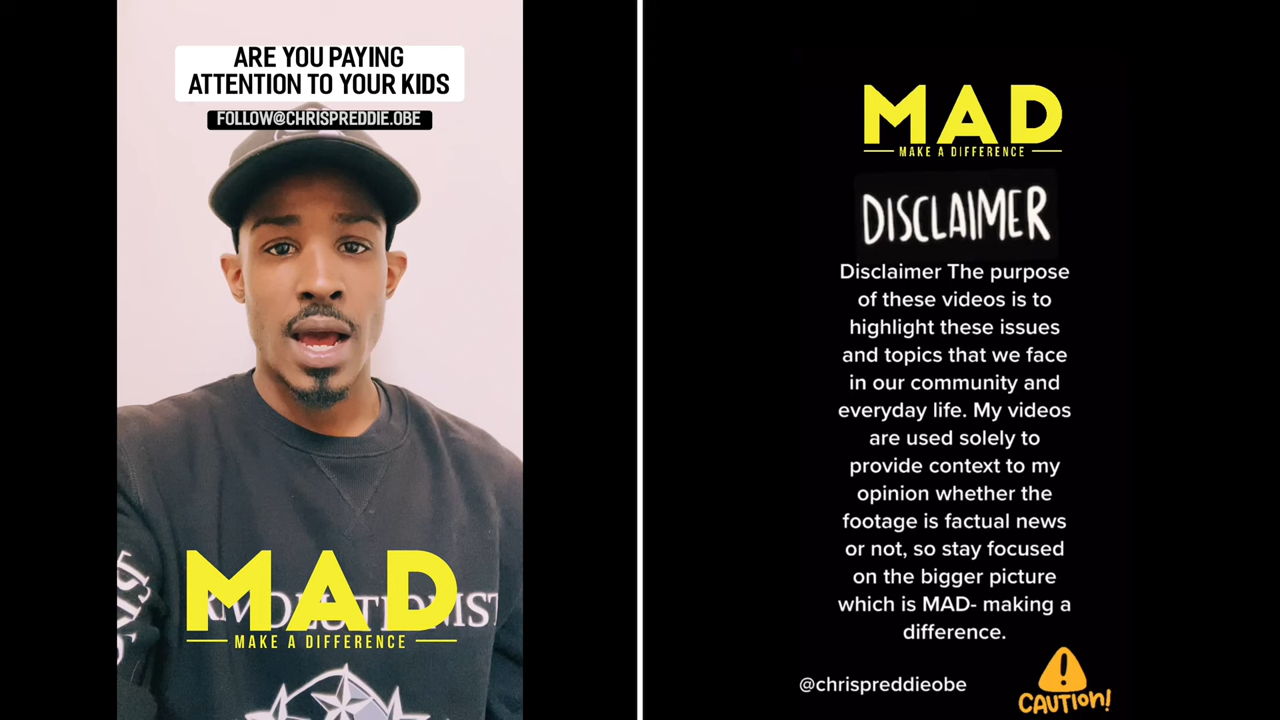 ARE YOU PAYING
ATTENTION TO YOUR KIDS
FOLLOW@CHRISPREDDIE.OBE
MAD
MAKE A DIFFERENCE
MAD
MAKE A DIFFERENCE
DISCLAIMER
Disclaimer The purpose
of these videos is to
highlight these issues
and topics that we face
in our community and
everyday life. My videos
are used solely to
provide context to my
opinion whether the
footage is factual news
or not, so stay focused
on the bigger picture
which is MAD- making a
difference.
@chrispreddieobe
CAUTION!